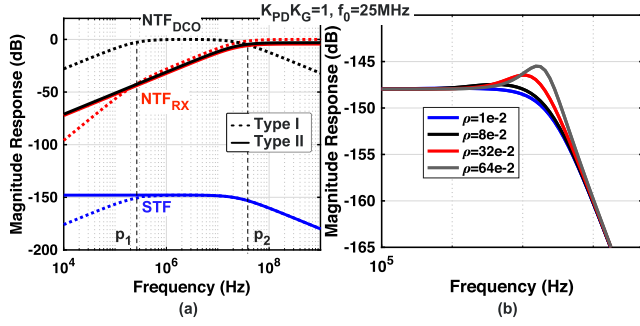 K_PD K_G=1, f_0=25MHz
NTF_DCO
0
-50
-100
-150
-200
Magnitude Response (dB)
NTF_RX
Type I
Type II
STF
p_1
p_2
10^4
10^6
10^8
Frequency (Hz)
(a)
-145
-150
-155
-160
-165
Magnitude Response (dB)
ρ=1e-2
ρ=8e-2
ρ=32e-2
ρ=64e-2
10^5
Frequency (Hz)
(b)